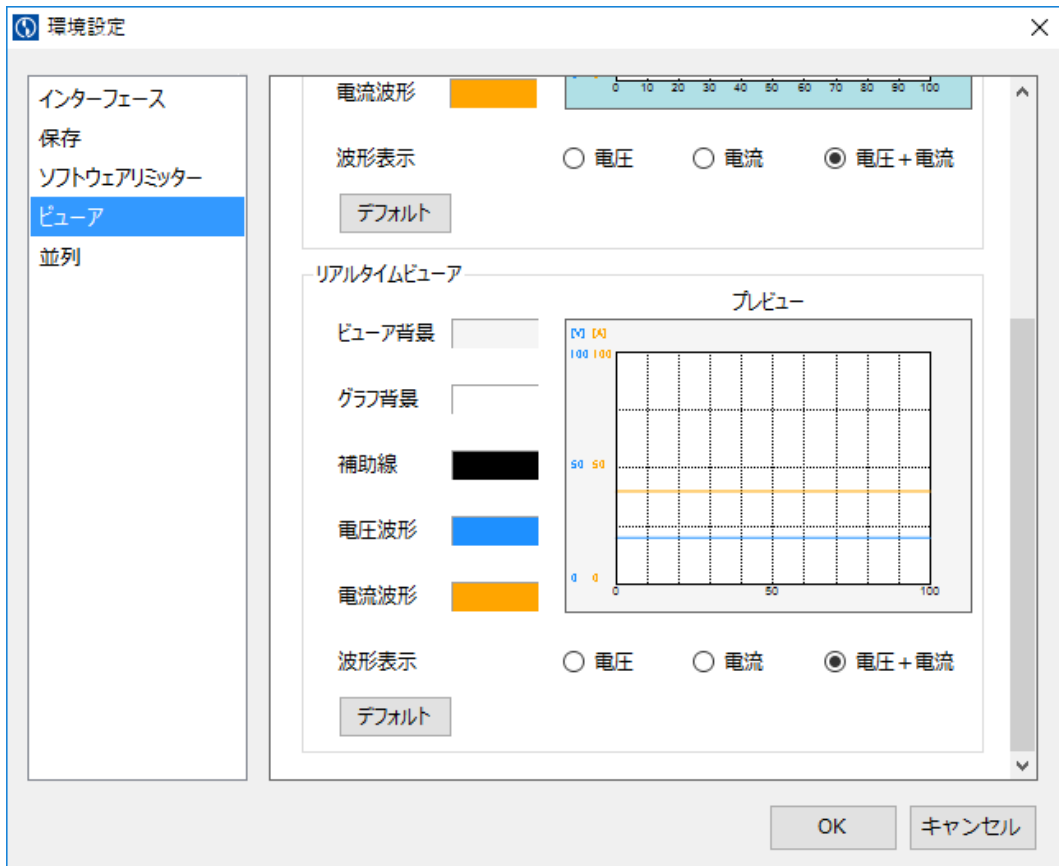 環境設定
インターフェース
保存
ソフトウェアリミッター
ビューア
並列
電流波形
0 10 20 30 40 50 60 70 80 90 100
波形表示
電圧
電流
電圧+電流
デフォルト
リアルタイムビューア
プレビュー
ビューア背景
[V] [A]
100 100
グラフ背景
補助線
50 50
電圧波形
電流波形
0 0
0 50 100
波形表示
電圧
電流
電圧+電流
デフォルト
OK
キャンセル